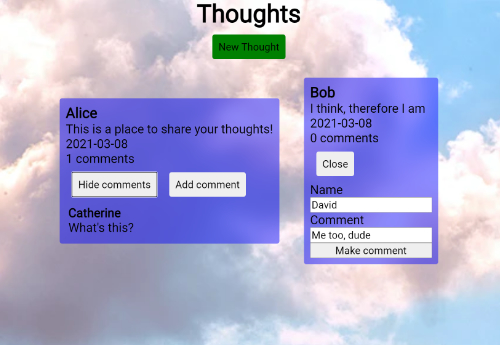 Thoughts
New Thought
Alice
This is a place to share your thoughts!
2021-03-08
1 comments
Hide comments
Add comment
Catherine
What's this?
Bob
I think, therefore I am
2021-03-08
0 comments
Close
Name
David
Comment
Me too, dude
Make comment